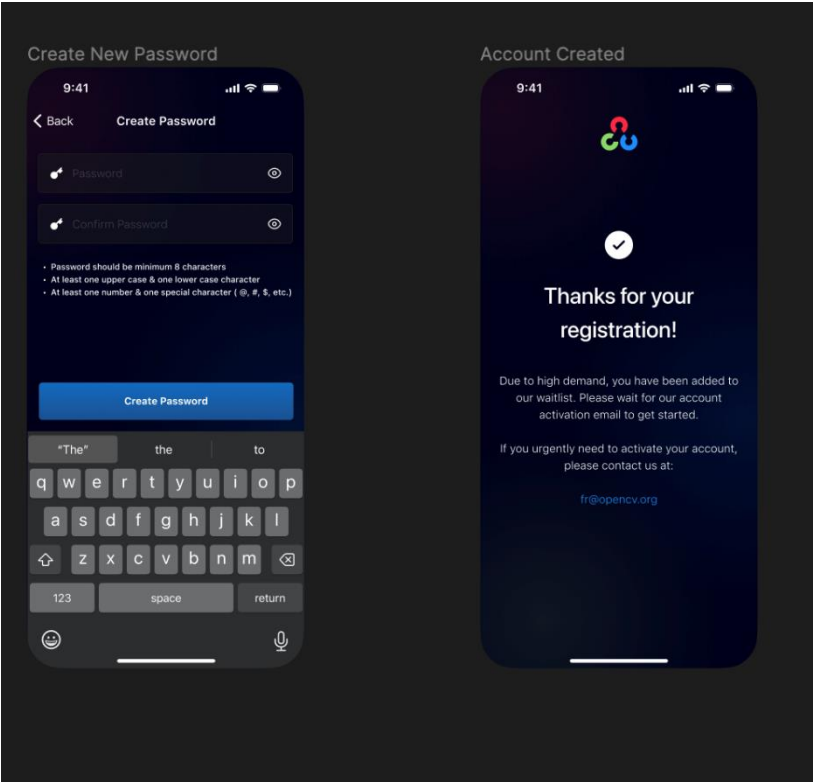 Create New Password
9:41
Back
Create Password
Password
Confirm Password
• Password should be minimum 8 characters
• At least one upper case & one lower case character
• At least one number & one special character ( @, #, $, etc.)
Create Password
"The" the to
q w e r t y u i o p
a s d f g h j k l
z x c v b n m
123 space return
Account Created
9:41
Thanks for your
registration!
Due to high demand, you have been added to
our waitlist. Please wait for our account
activation email to get started.
If you urgently need to activate your account,
please contact us at:
fr@opencv.org